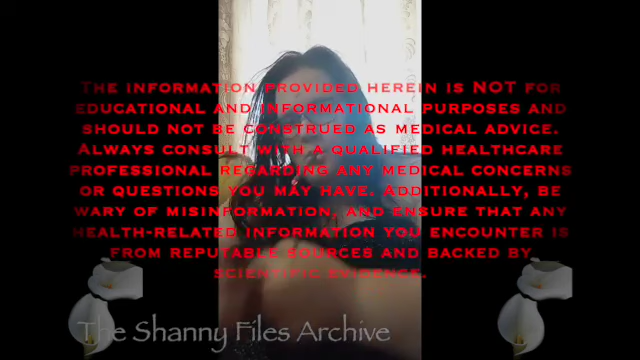 The information provided herein is NOT for
educational and informational purposes and
should not be construed as medical advice.
Always consult with a qualified healthcare
professional regarding any medical concerns
or questions you may have. Additionally, be
wary of misinformation, and ensure that any
health-related information you encounter is
from reputable sources and backed by
scientific evidence.
The Shanny Files Archive